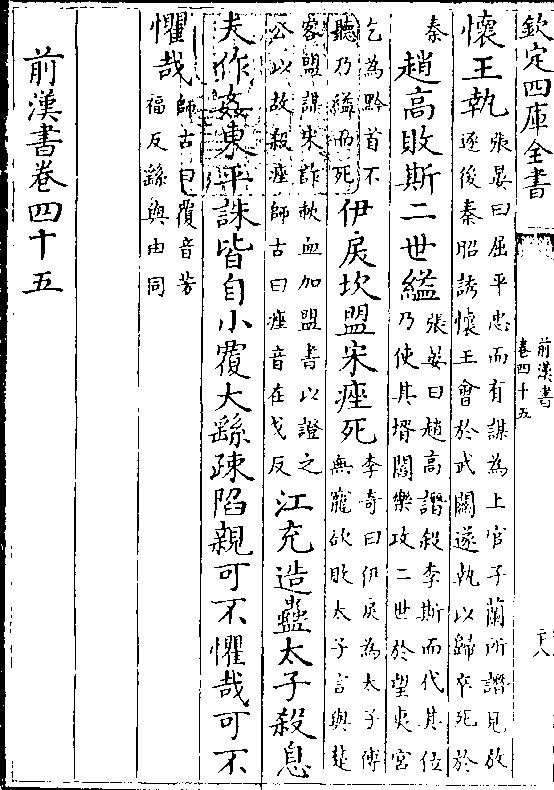 欽定四庫全書
前漢書
卷四十五
懷王執
張晏曰屈平忠而有謀為上官子蘭所譖見放
逐後秦昭誘懷王會於武關遂執以歸卒死於
秦
趙高敗斯二世縊
張晏曰趙高譖殺李斯而代其位
乃使其壻閻樂攻二世於望夷宮
乞為黔首不
聽乃縊而死
伊戾坎盟宋痤死
李奇曰伊戾為太子傅
無寵欲敗太子言與楚
客盟謀宋詐歃血加盟書以證之
公以故殺痤師古曰痤音在戈反
江充造蠱太子殺息
夫作姦東平誅皆自小覆大繇疎陷親可不懼哉可不
懼哉
師古曰覆音芳
福反繇與由同
前漢書卷四十五